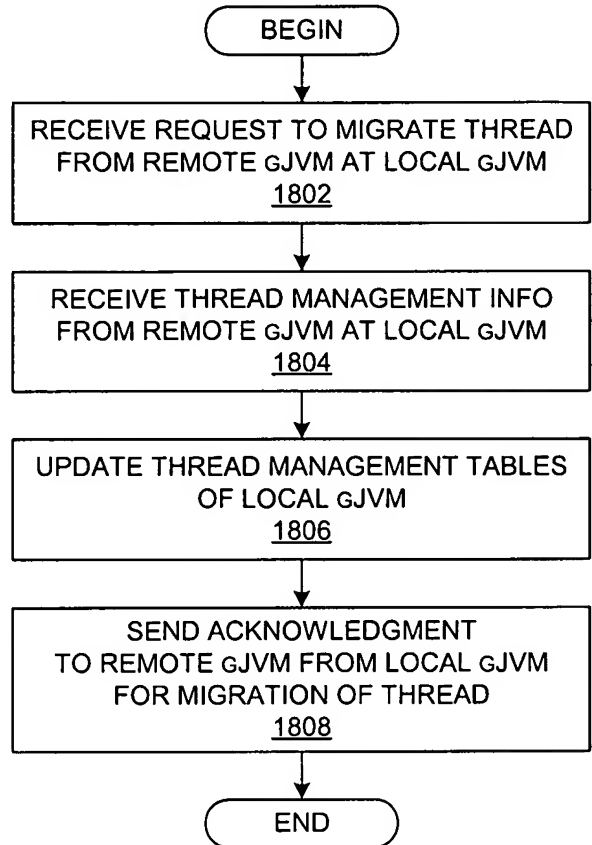 BEGIN
RECEIVE REQUEST TO MIGRATE THREAD
FROM REMOTE GJVM AT LOCAL GJVM
1802
RECEIVE THREAD MANAGEMENT INFO
FROM REMOTE GJVM AT LOCAL GJVM
1804
UPDATE THREAD MANAGEMENT TABLES
OF LOCAL GJVM
1806
SEND ACKNOWLEDGMENT
TO REMOTE GJVM FROM LOCAL GJVM
FOR MIGRATION OF THREAD
1808
END